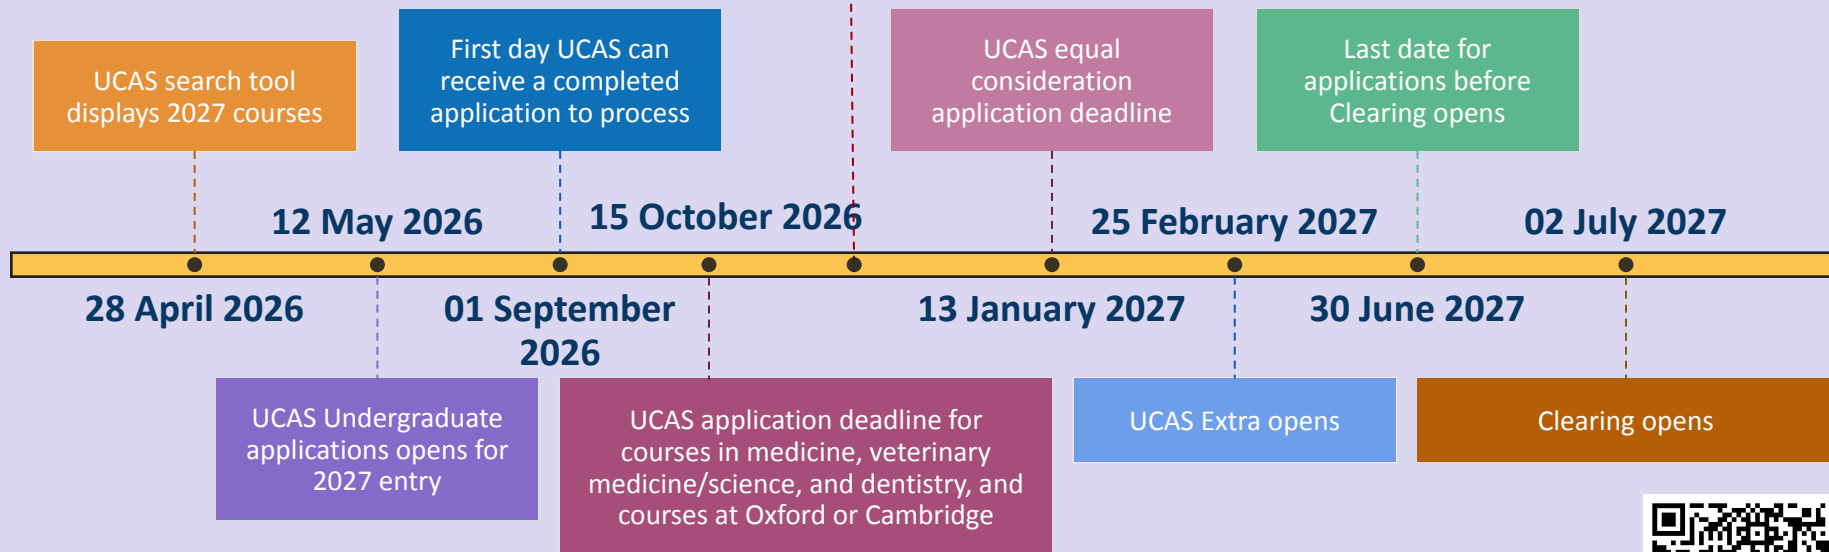 UCAS search tool
displays 2027 courses
First day UCAS can
receive a completed
application to process
UCAS equal
consideration
application deadline
Last date for
applications before
Clearing opens
12 May 2026
15 October 2026
25 February 2027
02 July 2027
28 April 2026
01 September
2026
13 January 2027
30 June 2027
UCAS Undergraduate
applications opens for
2027 entry
UCAS application deadline for
courses in medicine, veterinary
medicine/science, and dentistry, and
courses at Oxford or Cambridge
UCAS Extra opens
Clearing opens